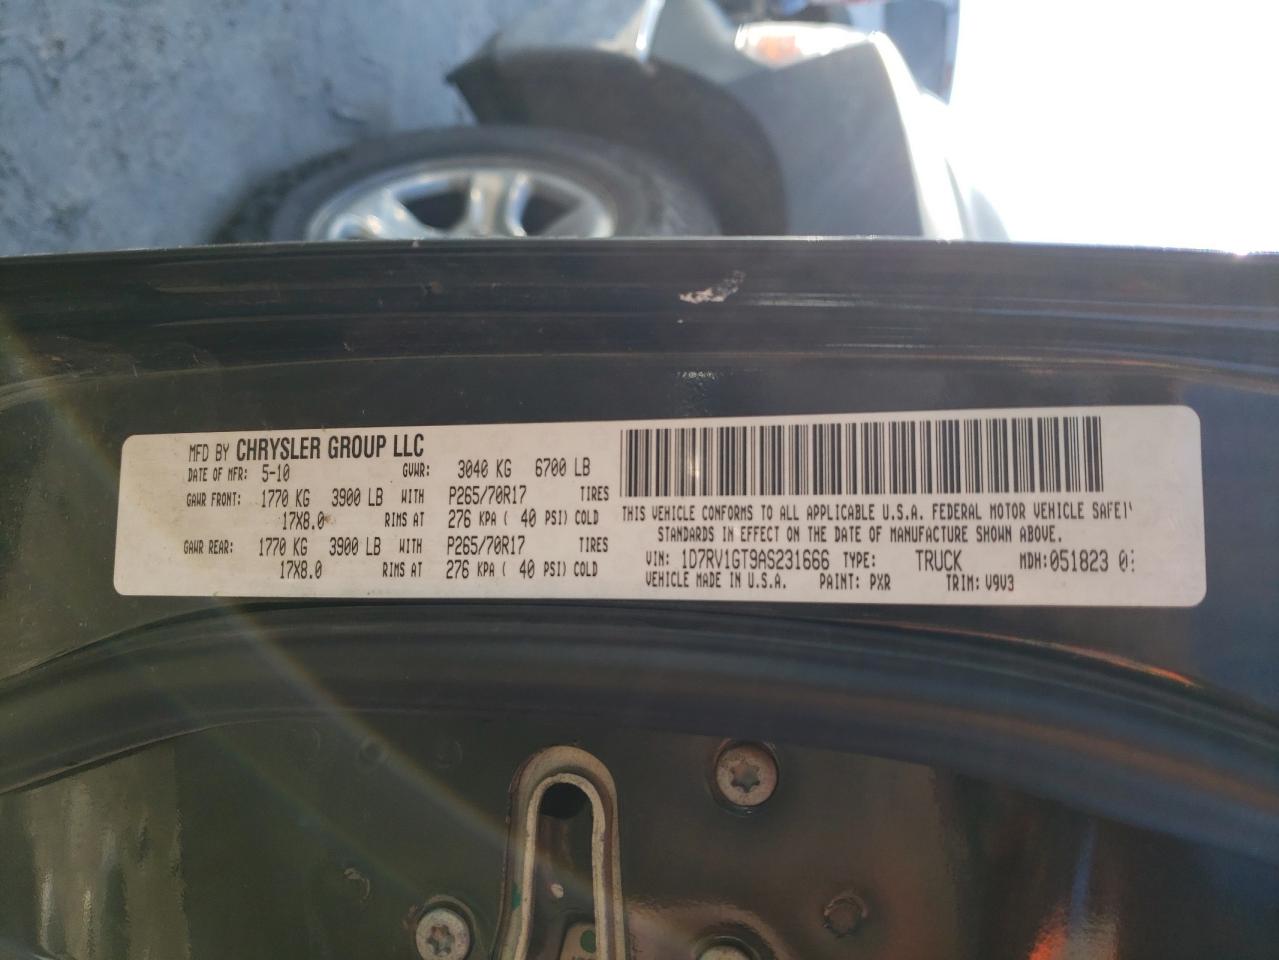 MFD BY CHRYSLER GROUP LLC
DATE OF MFR: 5-10 GVWR: 3040 KG 6700 LB
GAWR FRONT: 1770 KG 3900 LB WITH P265/70R17 TIRES
17X8.0 RIMS AT 276 KPA ( 40 PSI) COLD
GAWR REAR: 1770 KG 3900 LB WITH P265/70R17 TIRES
17X8.0 RIMS AT 276 KPA ( 40 PSI) COLD
THIS VEHICLE CONFORMS TO ALL APPLICABLE U.S.A. FEDERAL MOTOR VEHICLE
STANDARDS IN EFFECT ON THE DATE OF MANUFACTURE SHOWN ABOVE.
VIN: 1D7RV1GT9AS231666 TYPE: TRUCK MDH:051823
VEHICLE MADE IN U.S.A. PAINT: PXR TRIM: V9V3